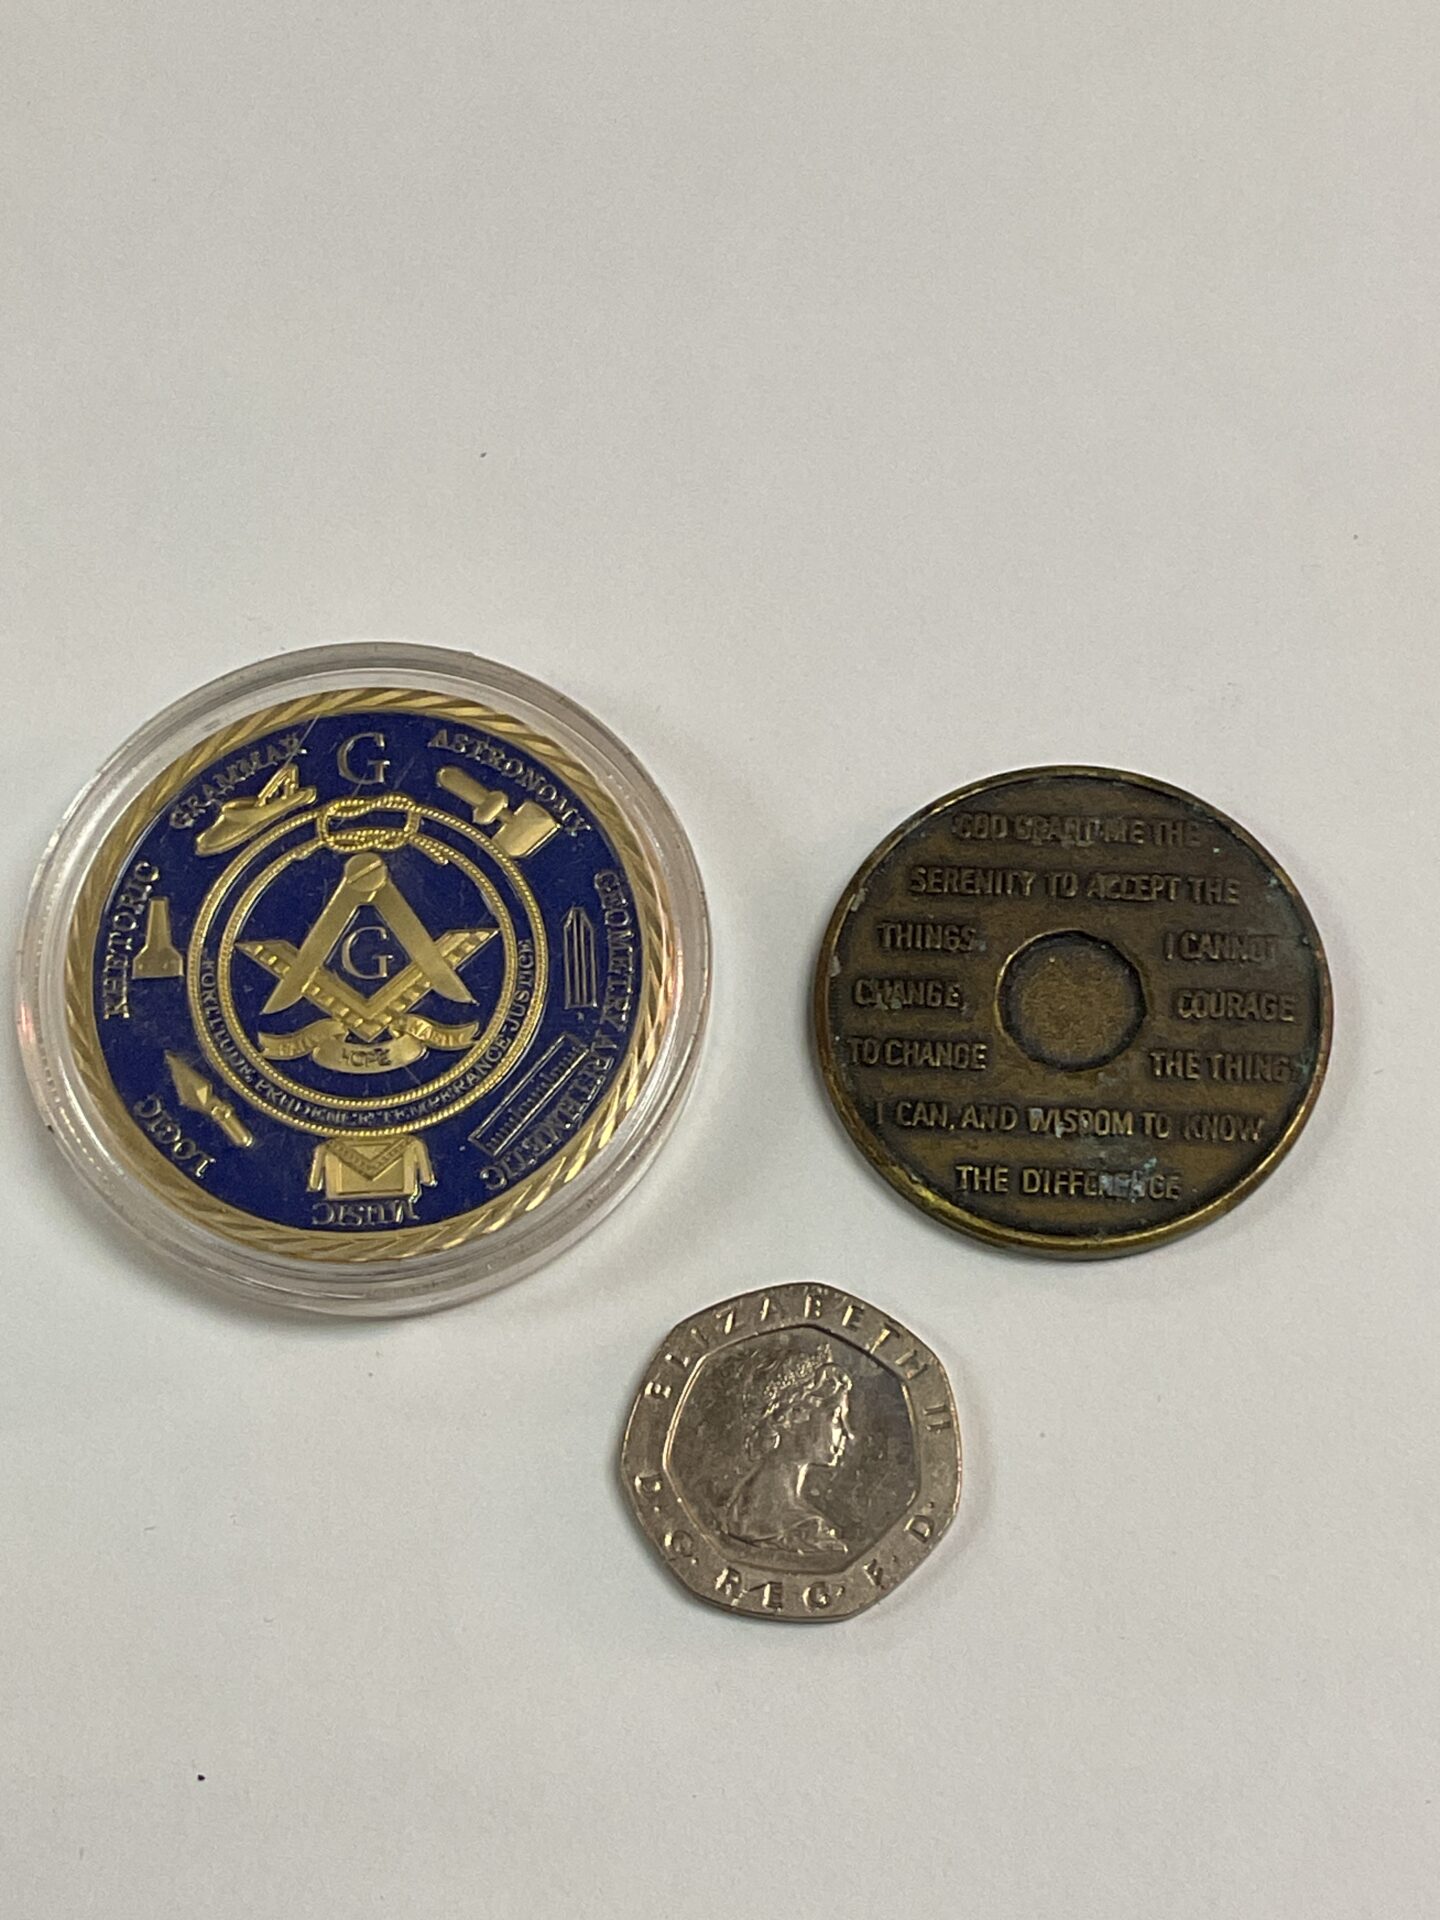 G
GRAMMAR
ASTRONOMY
RHETORIC
GEOMETRY
ARITHMETIC
LOGIC
MUSIC
G
HOPE
FORTITUDE·PRUDENCE·TEMPERANCE·JUSTICE
GOD GRANT ME THE
SERENITY TO ACCEPT THE
THINGS I CANNOT
CHANGE, COURAGE
TO CHANGE THE THINGS
I CAN, AND WISDOM TO KNOW
THE DIFFERENCE
ELIZABETH II
D·G·REG·F·D·